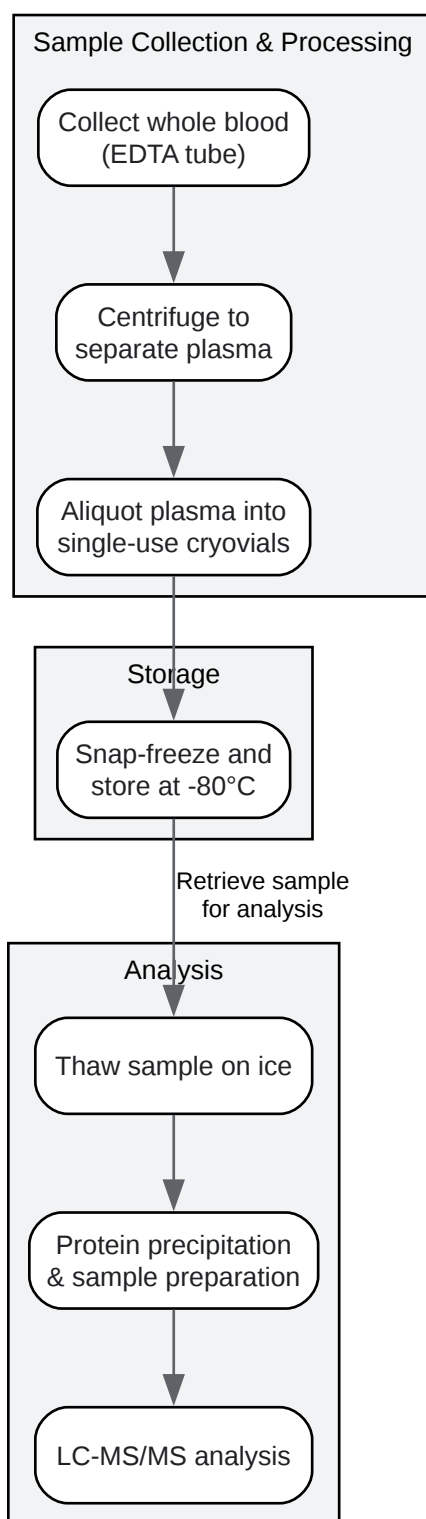 Sample Collection & Processing
Collect whole blood
(EDTA tube)
Centrifuge to
separate plasma
Aliquot plasma into
single-use cryovials
Storage
Snap-freeze and
store at -80°C
Retrieve sample
for analysis
Analysis
Thaw sample on ice
Protein precipitation
& sample preparation
LC-MS/MS analysis